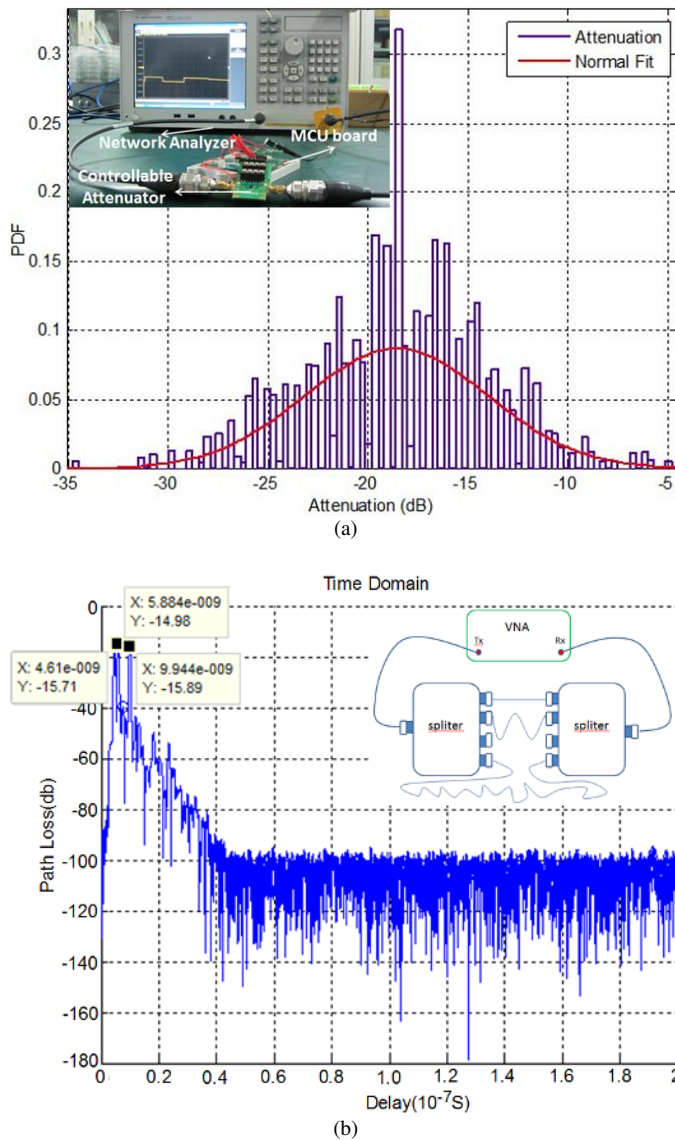 0.3
0.25
0.2
0.15
0.1
0.05
0
PDF
Network Analyzer
MCU board
Controllable
Attenuator
Attenuation
Normal Fit
-35
-30
-25
-20
-15
-10
-5
Attenuation (dB)
(a)
Time Domain
X: 5.884e-009
Y: -14.98
X: 4.61e-009
Y: -15.71
X: 9.944e-009
Y: -15.89
VNA
Tx
Rx
spliter
spliter
0
-40
-60
-80
-100
-120
-140
-160
-180
Path Loss(db)
0
0.2
0.4
0.6
0.8
1.0
1.2
1.4
1.6
1.8
Delay(10⁻⁷S)
(b)